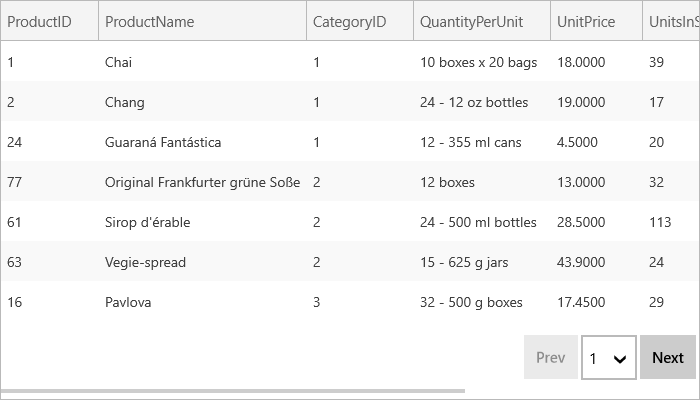 ProductID ProductName CategoryID QuantityPerUnit UnitPrice UnitsInS
1 Chai 1 10 boxes x 20 bags 18.0000 39
2 Chang 1 24 - 12 oz bottles 19.0000 17
24 Guaraná Fantástica 1 12 - 355 ml cans 4.5000 20
77 Original Frankfurter grüne Soße 2 12 boxes 13.0000 32
61 Sirop d'érable 2 24 - 500 ml bottles 28.5000 113
63 Vegie-spread 2 15 - 625 g jars 43.9000 24
16 Pavlova 3 32 - 500 g boxes 17.4500 29
Prev 1 Next